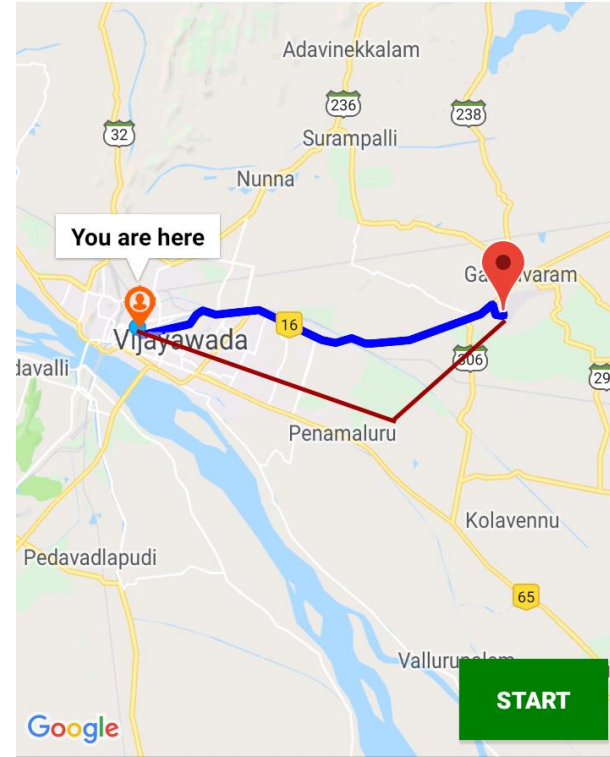 Adavinekkalam
236
238
32
Surampalli
Nunna
You are here
16
Vijayawada
306
29
davalli
Penamaluru
Kolavennu
Pedavadlapudi
65
START
Google